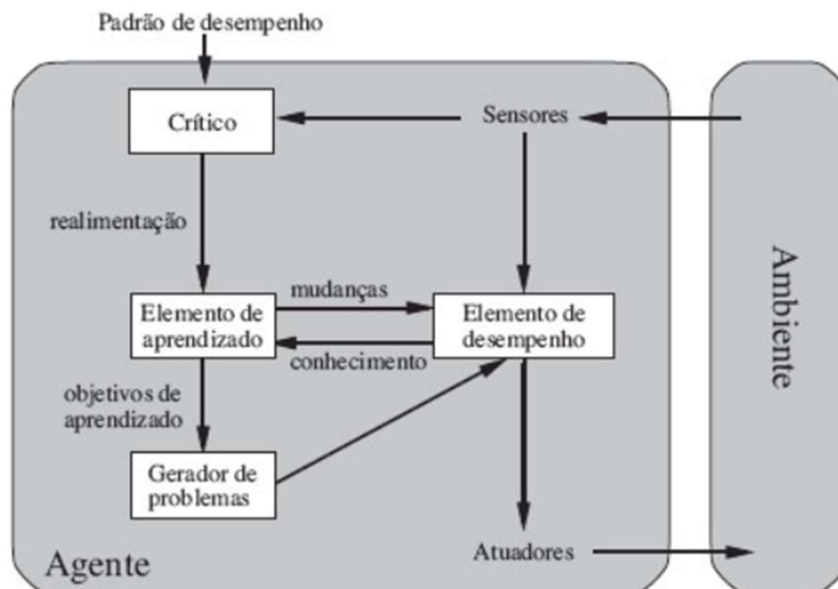 Padrão de desempenho
Crítico
Sensores
realimentação
mudanças
Elemento de
aprendizado
Elemento de
desempenho
conhecimento
objetivos de
aprendizado
Gerador de
problemas
Agente
Atuadores
Ambiente